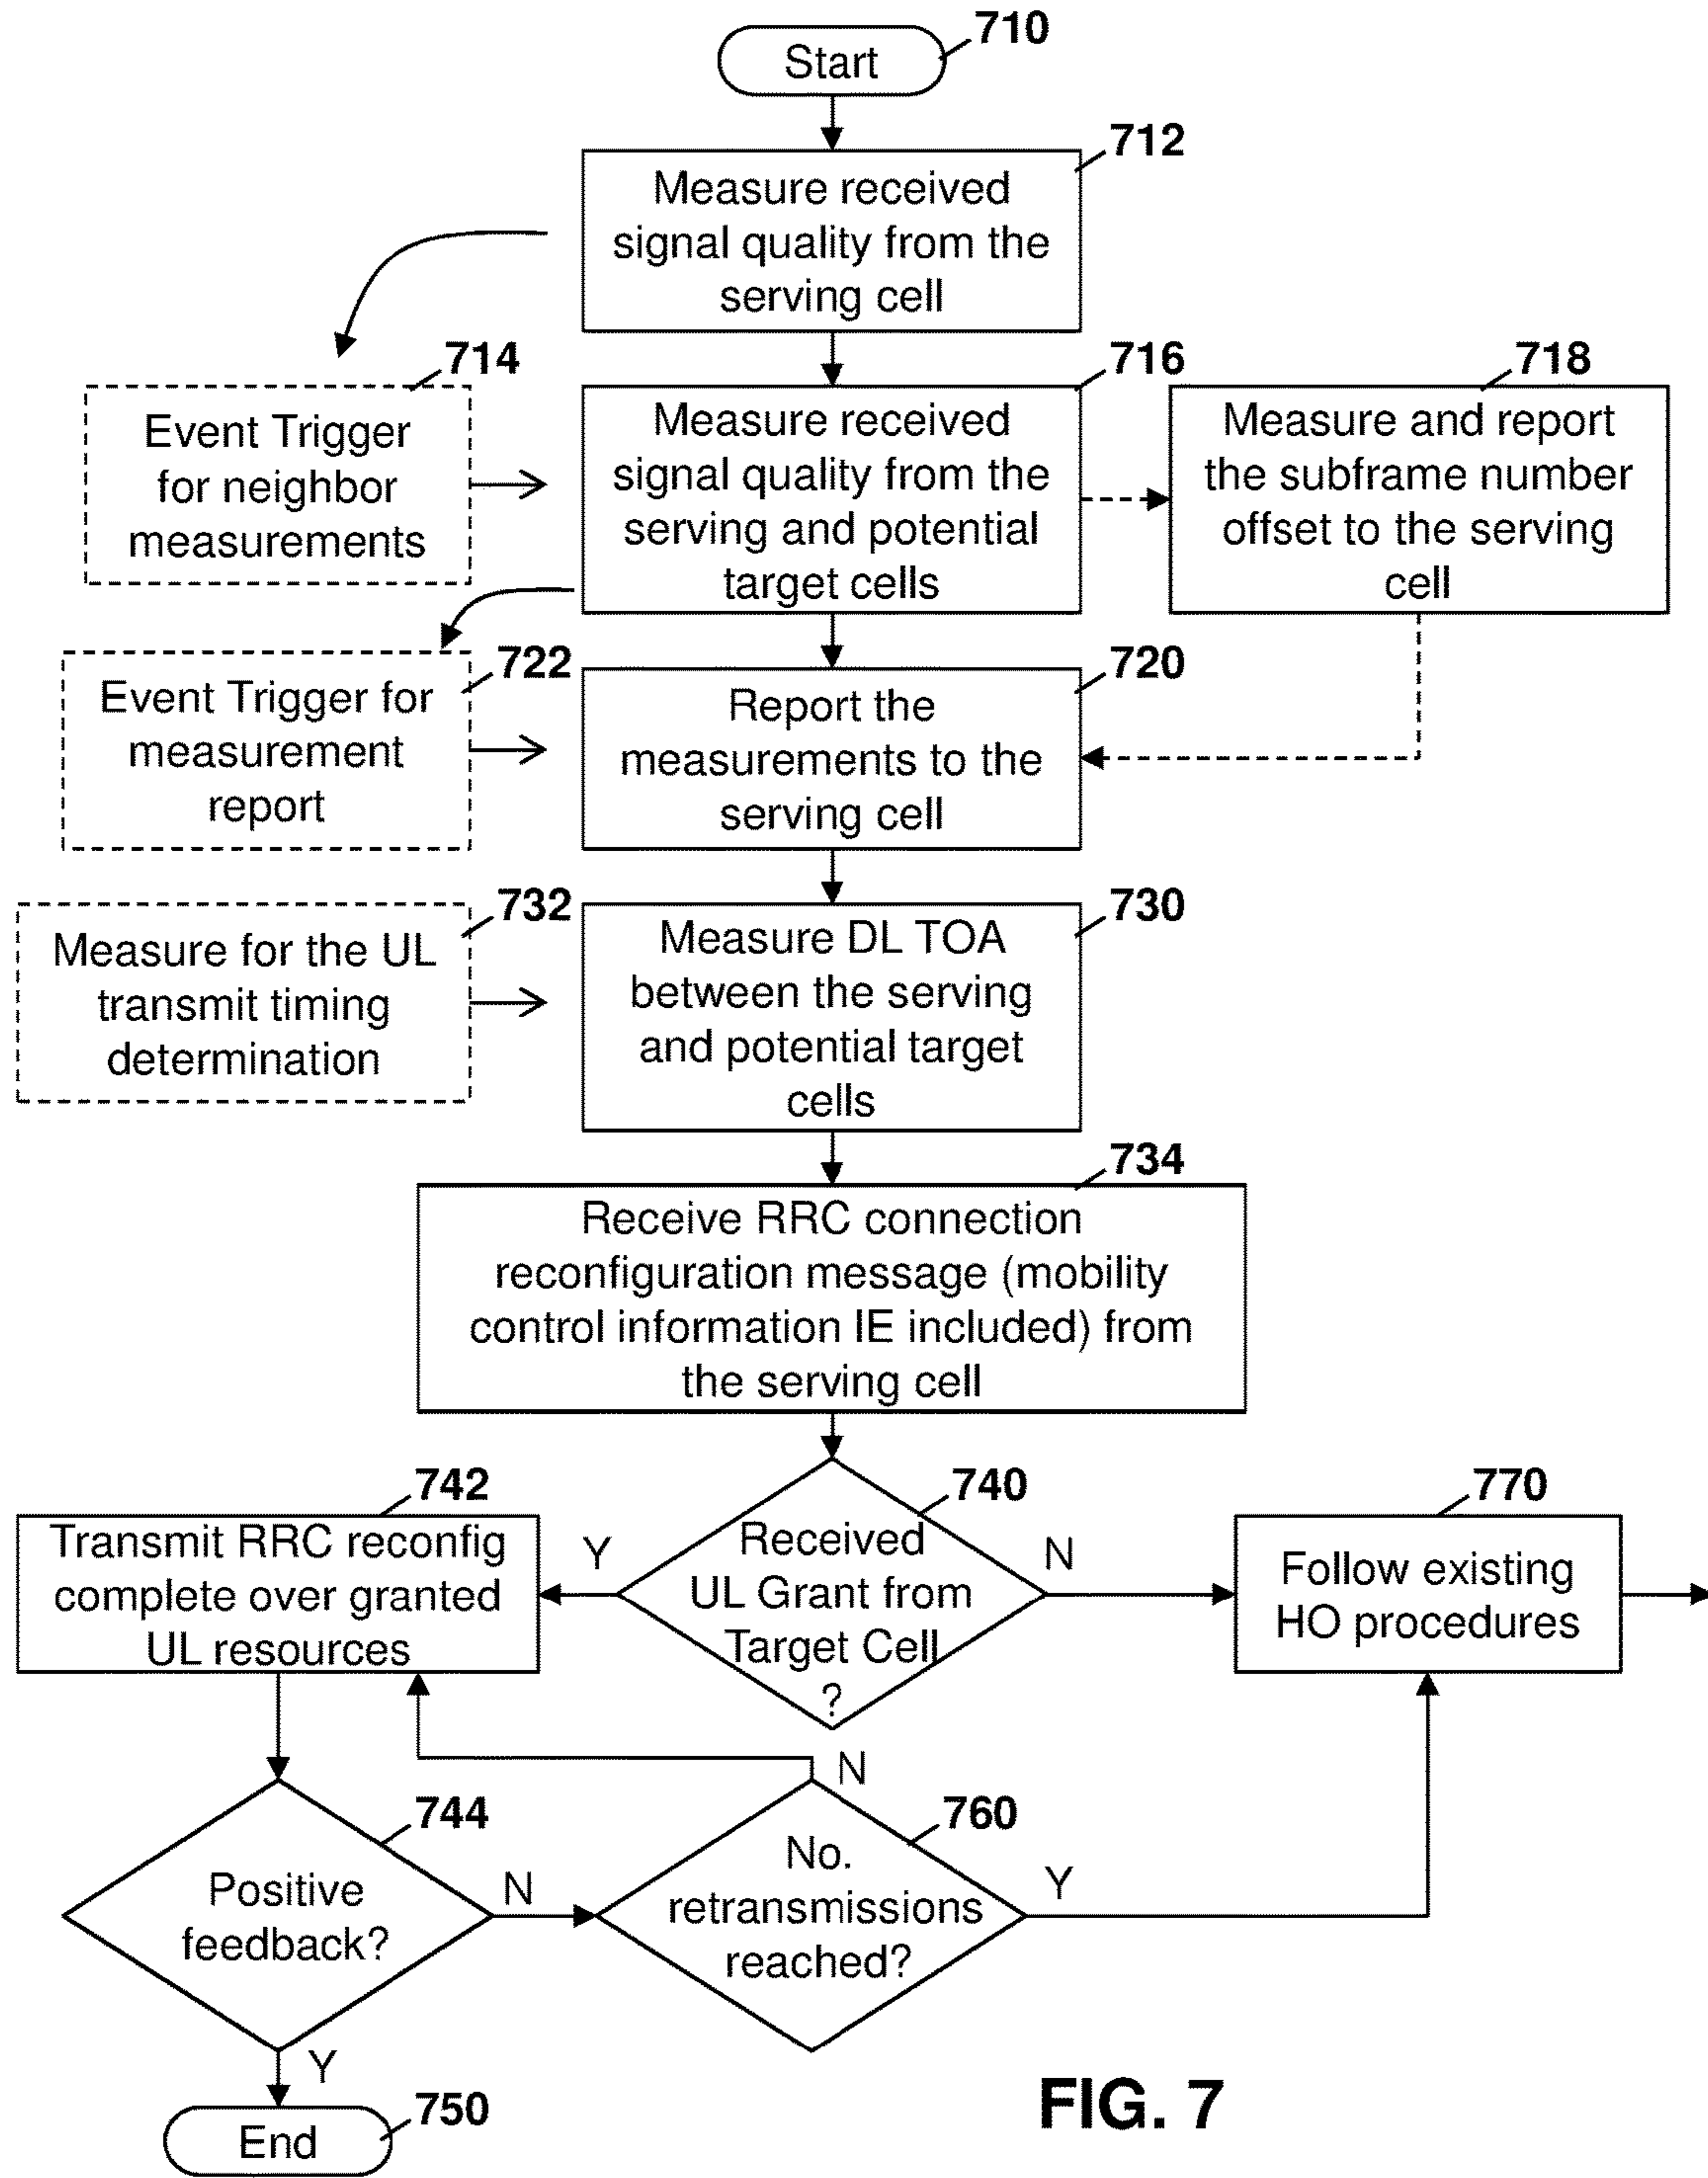 710
Start
712
Measure received
signal quality from the
serving cell
714
Event Trigger
for neighbor
measurements
716
Measure received
signal quality from the
serving and potential
target cells
718
Measure and report
the subframe number
offset to the serving
cell
722
Event Trigger for
measurement
report
720
Report the
measurements to the
serving cell
732
Measure for the UL
transmit timing
determination
730
Measure DL TOA
between the serving
and potential target
cells
734
Receive RRC connection
reconfiguration message (mobility
control information IE included) from
the serving cell
742
Transmit RRC reconfig
complete over granted
UL resources
Y
740
Received
UL Grant from
Target Cell
?
N
770
Follow existing
HO procedures
744
Positive
feedback?
N
N
760
No.
retransmissions
reached?
Y
Y
750
End
FIG. 7